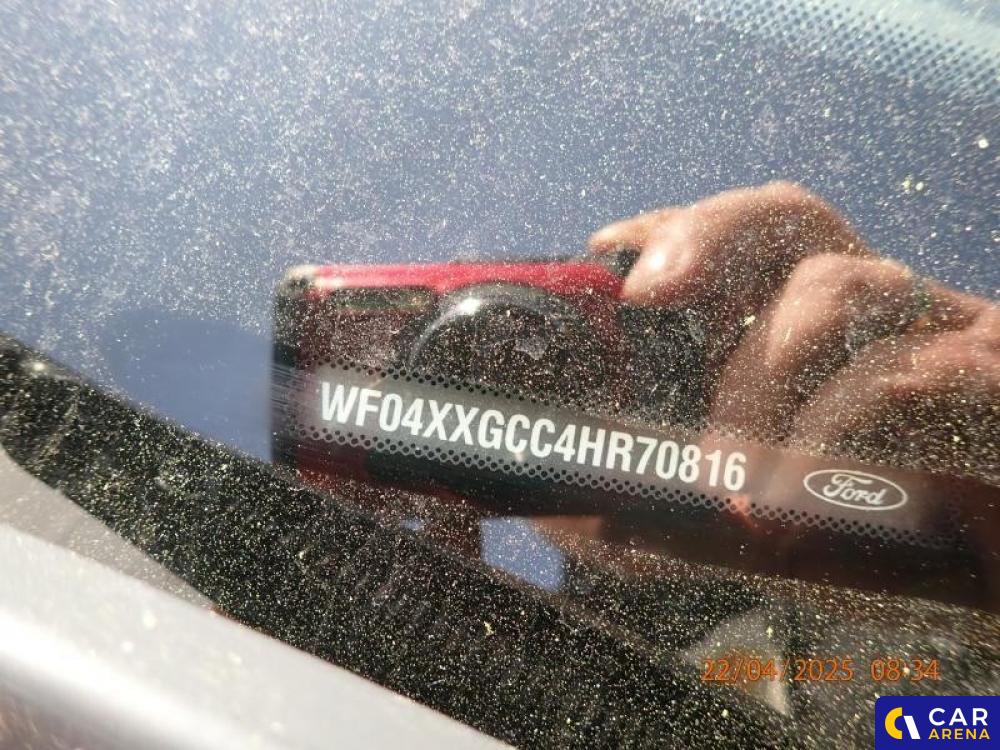 WF04XXGCC4HR70816
Ford
22/04/2025 08:34
CAR
ARENA